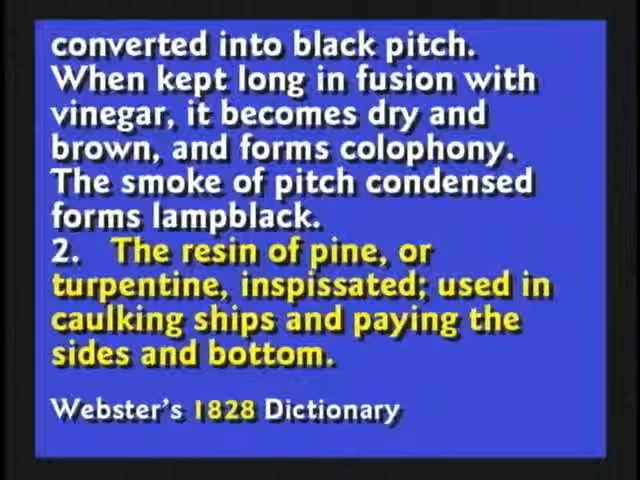 converted into black pitch.
When kept long in fusion with
vinegar, it becomes dry and
brown, and forms colophony.
The smoke of pitch condensed
forms lampblack.
2. The resin of pine, or
turpentine, inspissated; used in
caulking ships and paying the
sides and bottom.
Webster's 1828 Dictionary